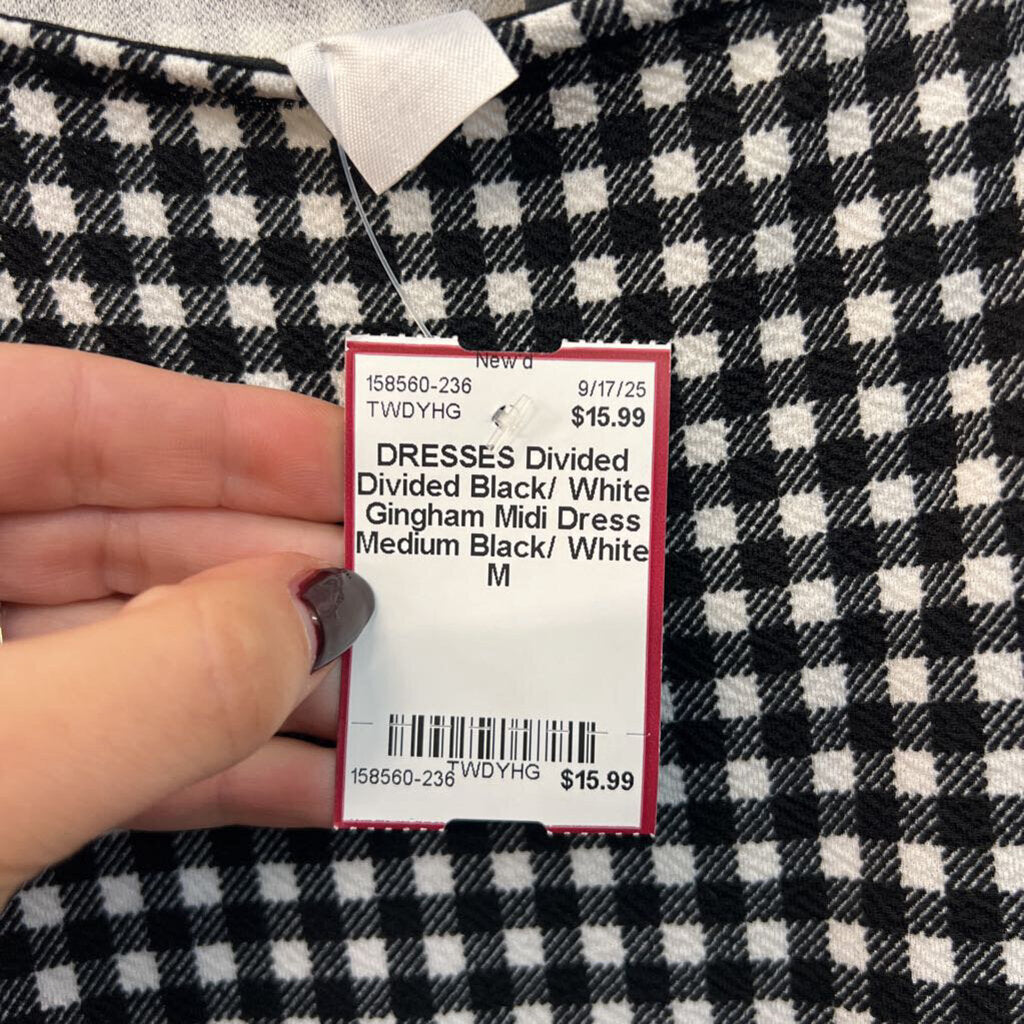 New'd
158560-236 9/17/25
TWDYHG $15.99
DRESSES Divided
Divided Black/ White
Gingham Midi Dress
Medium Black/ White
M
TWDYHG
158560-236 $15.99